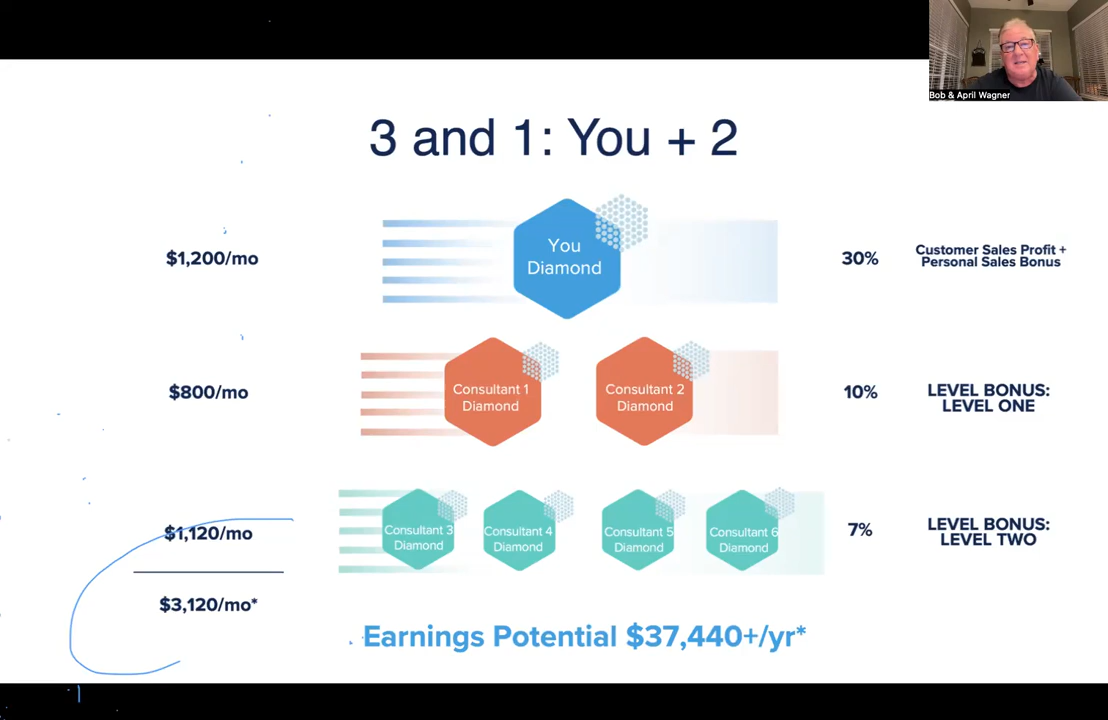 Bob & April Wagner
3 and 1: You + 2
$1,200/mo
You
Diamond
30%
Customer Sales Profit +
Personal Sales Bonus
$800/mo
Consultant 1
Diamond
Consultant 2
Diamond
10%
LEVEL BONUS:
LEVEL ONE
$1,120/mo
Consultant 3
Diamond
Consultant 4
Diamond
Consultant 5
Diamond
Consultant 6
Diamond
7%
LEVEL BONUS:
LEVEL TWO
$3,120/mo*
Earnings Potential $37,440+/yr*